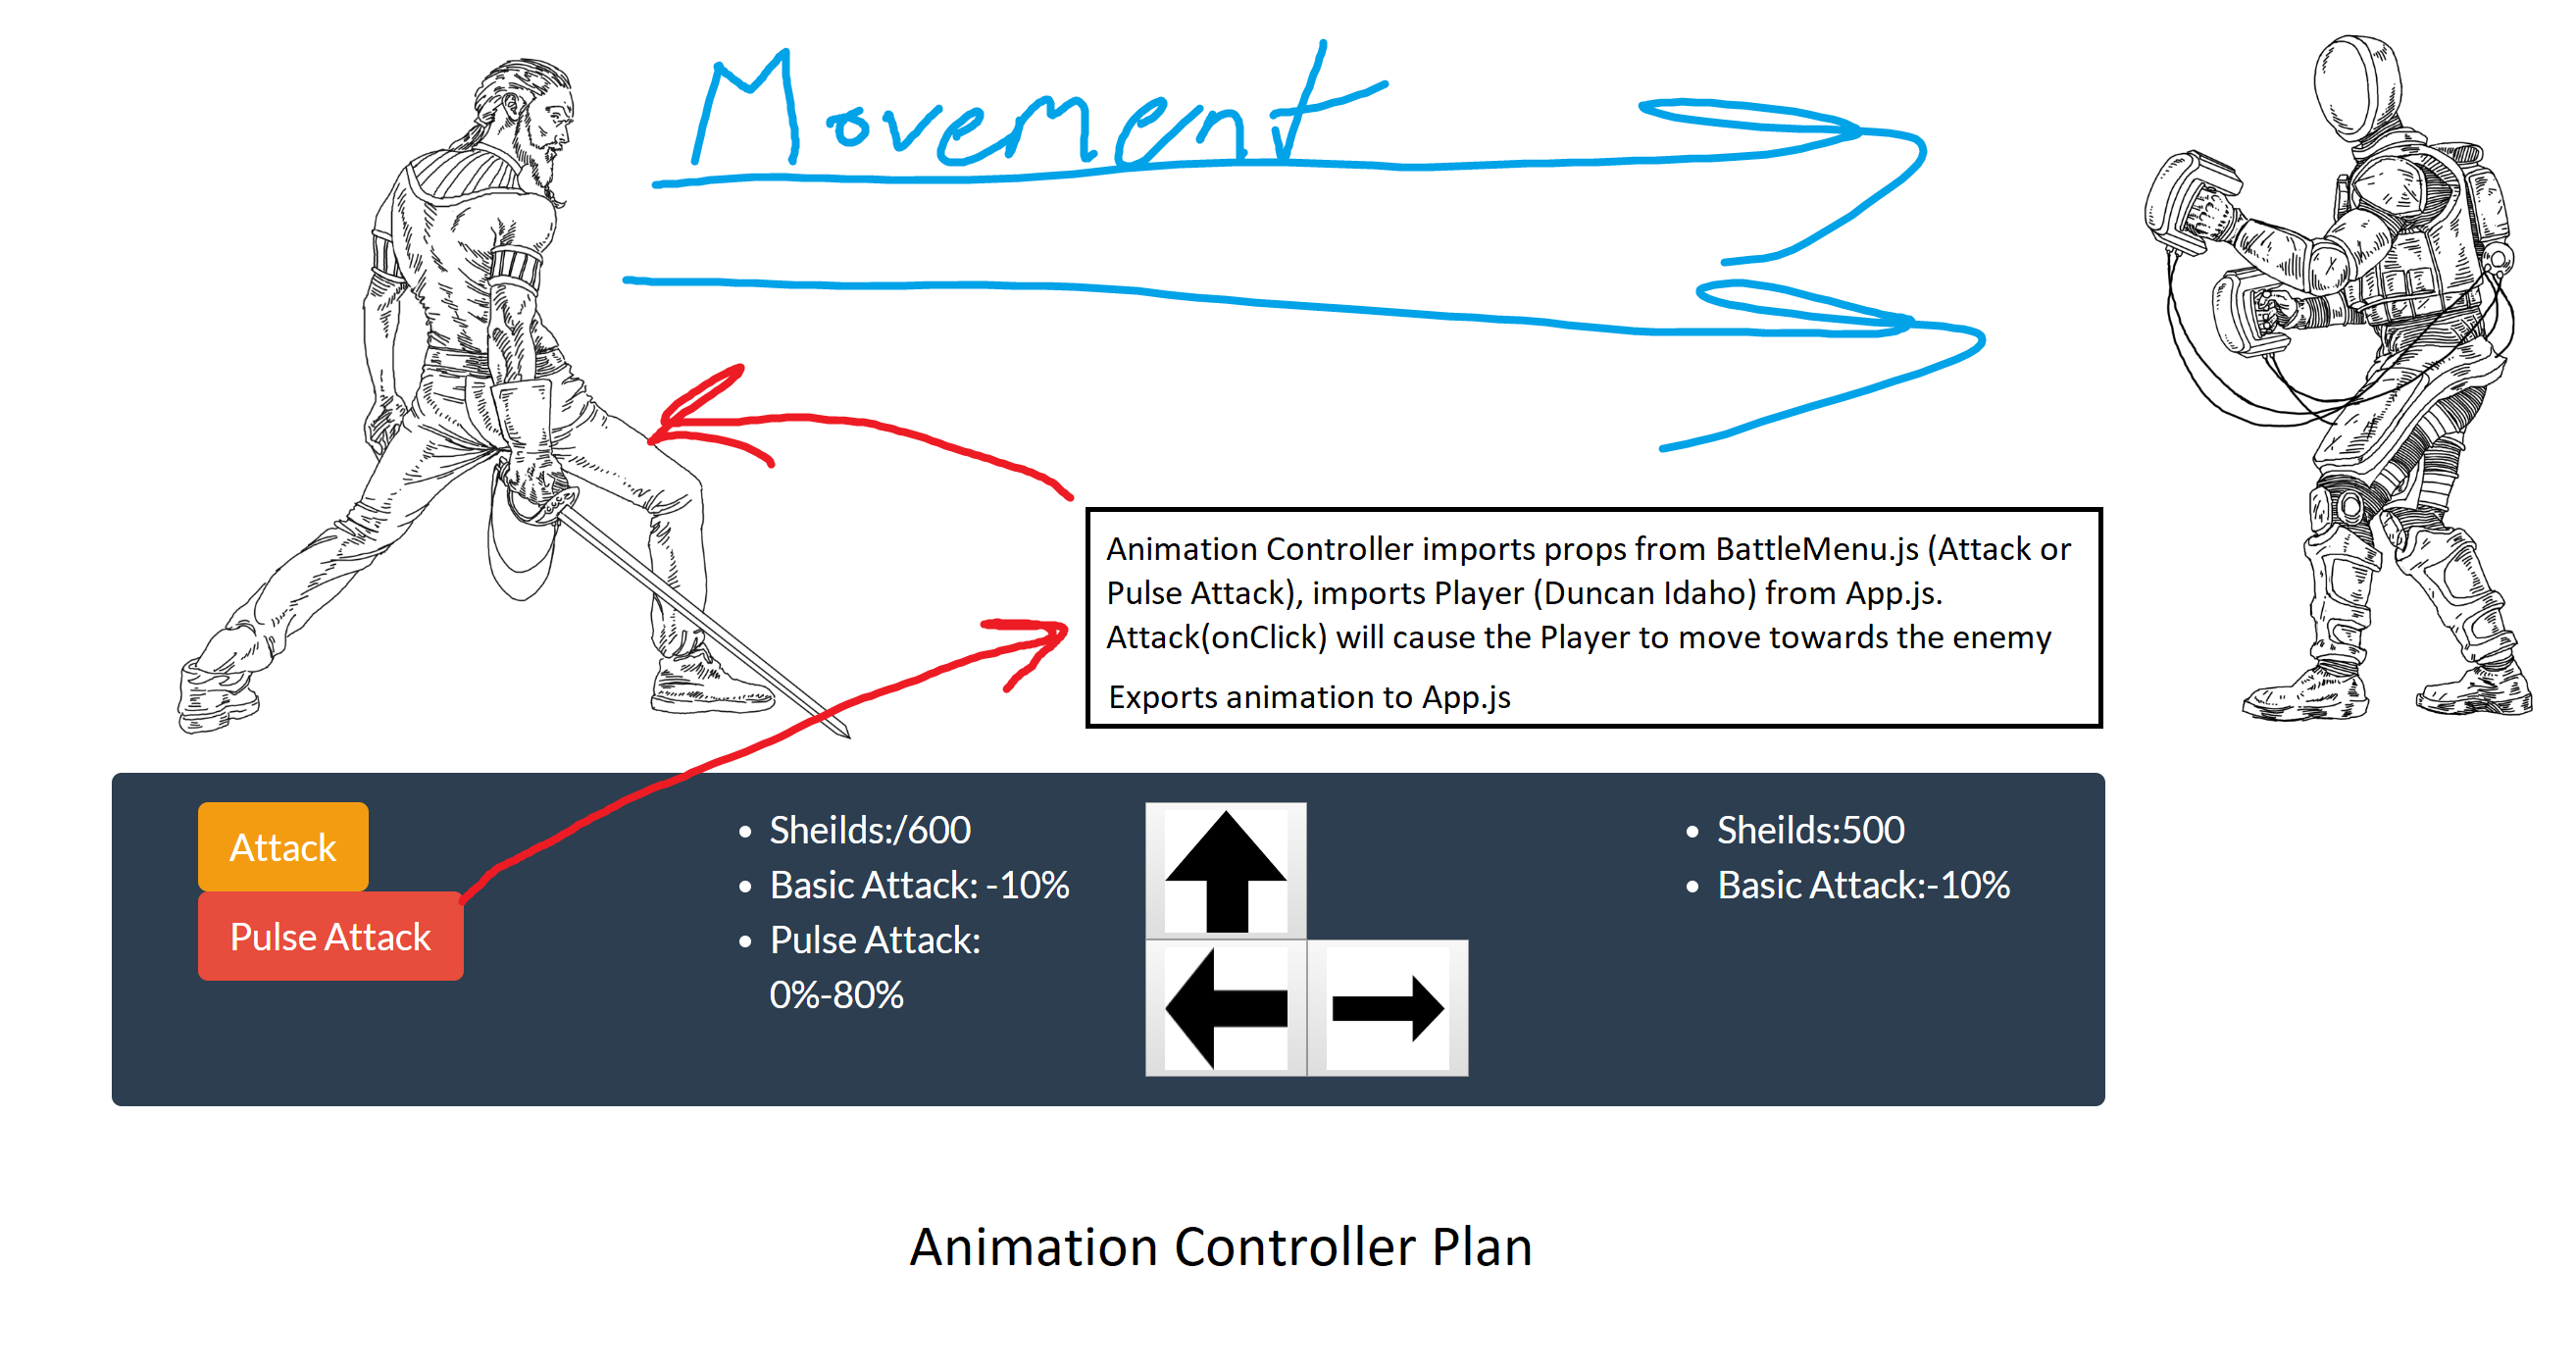 Movement
Animation Controller imports props from BattleMenu.js (Attack or
Pulse Attack), imports Player (Duncan Idaho) from App.js.
Attack(onClick) will cause the Player to move towards the enemy
Exports animation to App.js
Attack
Pulse Attack
• Sheilds:/600
• Basic Attack: -10%
• Pulse Attack:
0%-80%
• Sheilds:500
• Basic Attack:-10%
Animation Controller Plan